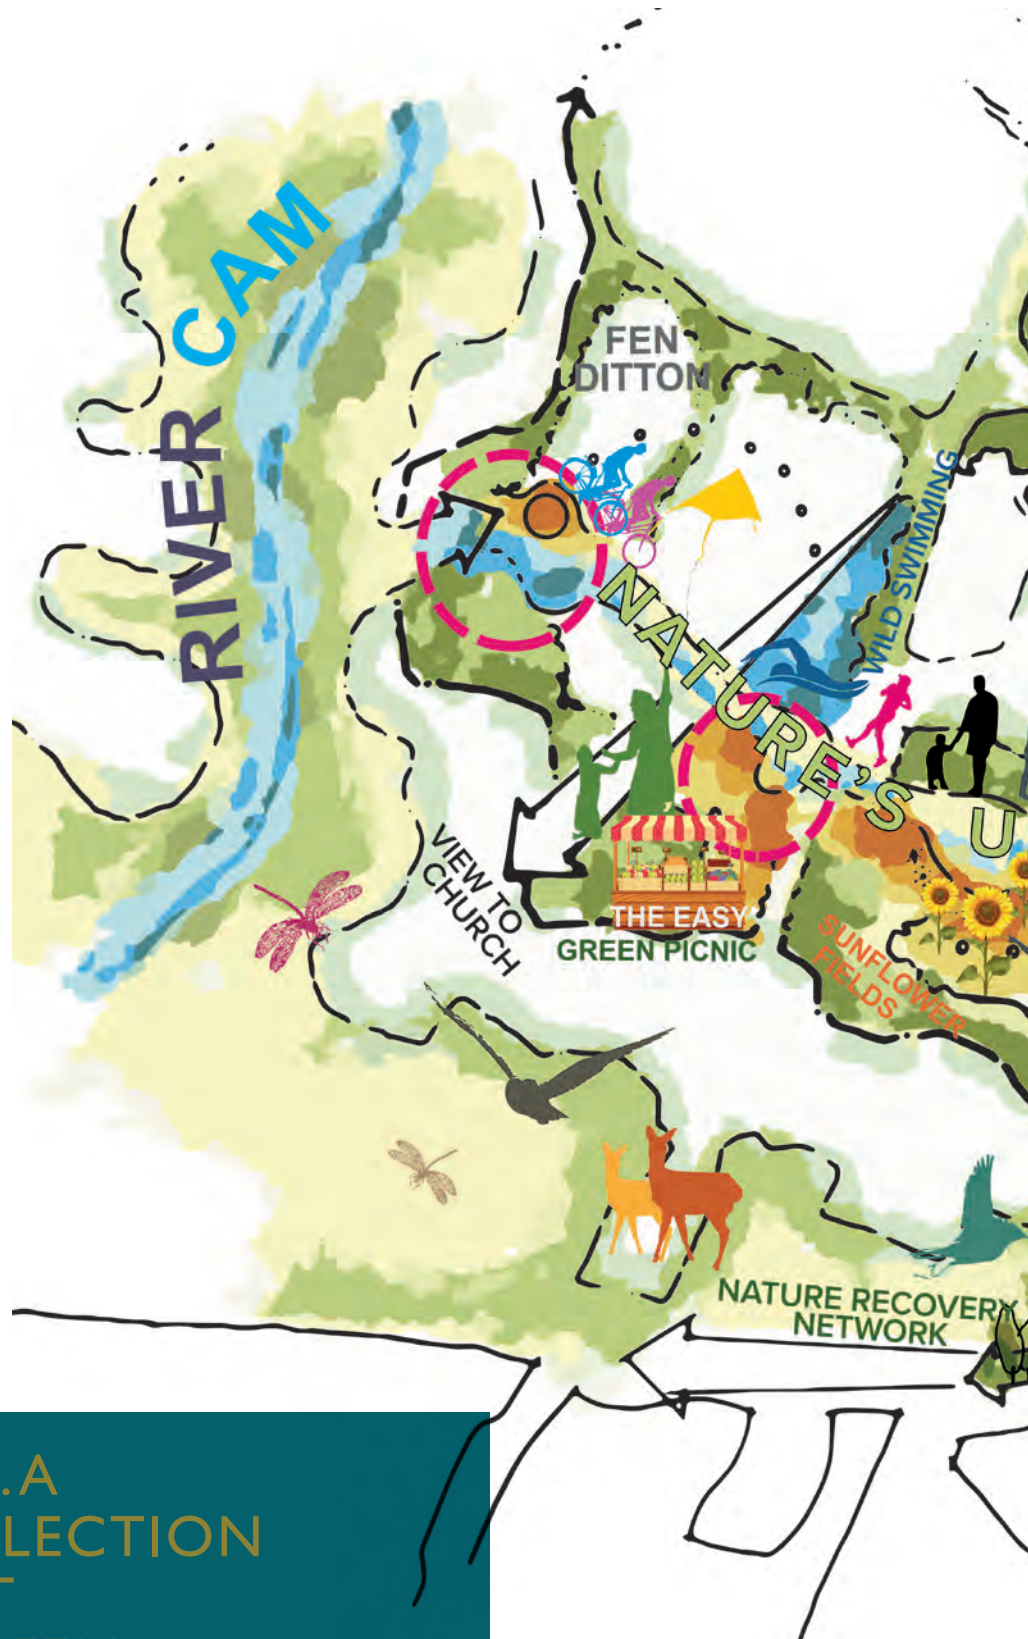 RIVER CAM
FEN
DITTON
WILD SWIMMING
NATURE'S U
VIEW TO
CHURCH
THE EASY
GREEN PICNIC
SUNFLOWER
FIELDS
NATURE RECOVERY
NETWORK
.A
LECTION